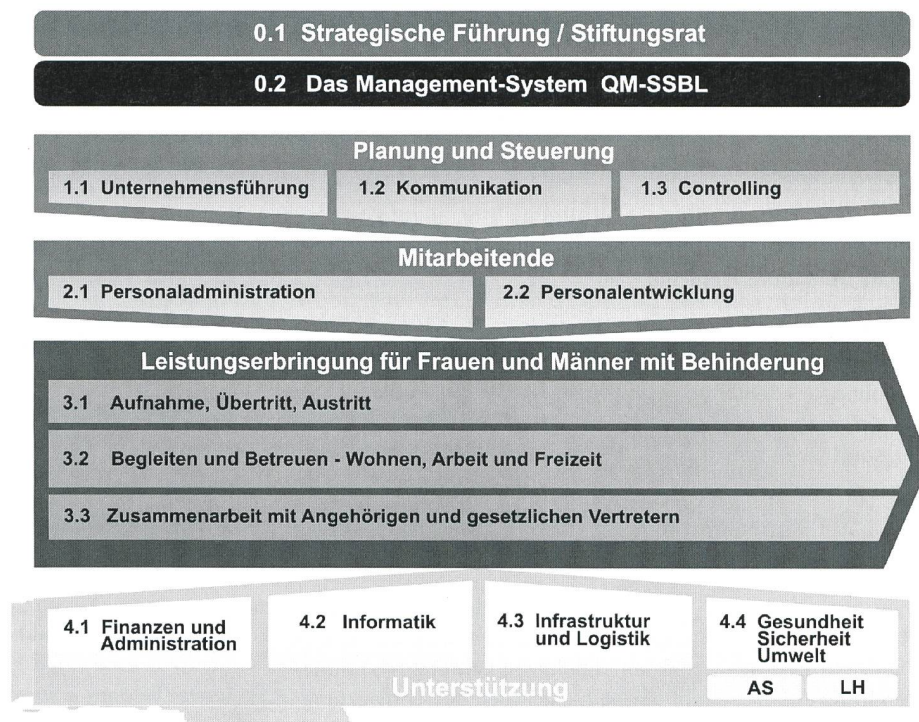 0.1 Strategische Führung / Stiftungsrat
0.2 Das Management-System QM-SSBL
Planung und Steuerung
1.1 Unternehmensführung
1.2 Kommunikation
1.3 Controlling
Mitarbeitende
2.1 Personaladministration
2.2 Personalentwicklung
Leistungserbringung für Frauen und Männer mit Behinderung
3.1 Aufnahme, Übertritt, Austritt
3.2 Begleiten und Betreuen - Wohnen, Arbeit und Freizeit
3.3 Zusammenarbeit mit Angehörigen und gesetzlichen Vertretern
4.1 Finanzen und
Administration
4.2 Informatik
4.3 Infrastruktur
und Logistik
4.4 Gesundheit
Sicherheit
Umwelt
Unterstützung
AS
LH